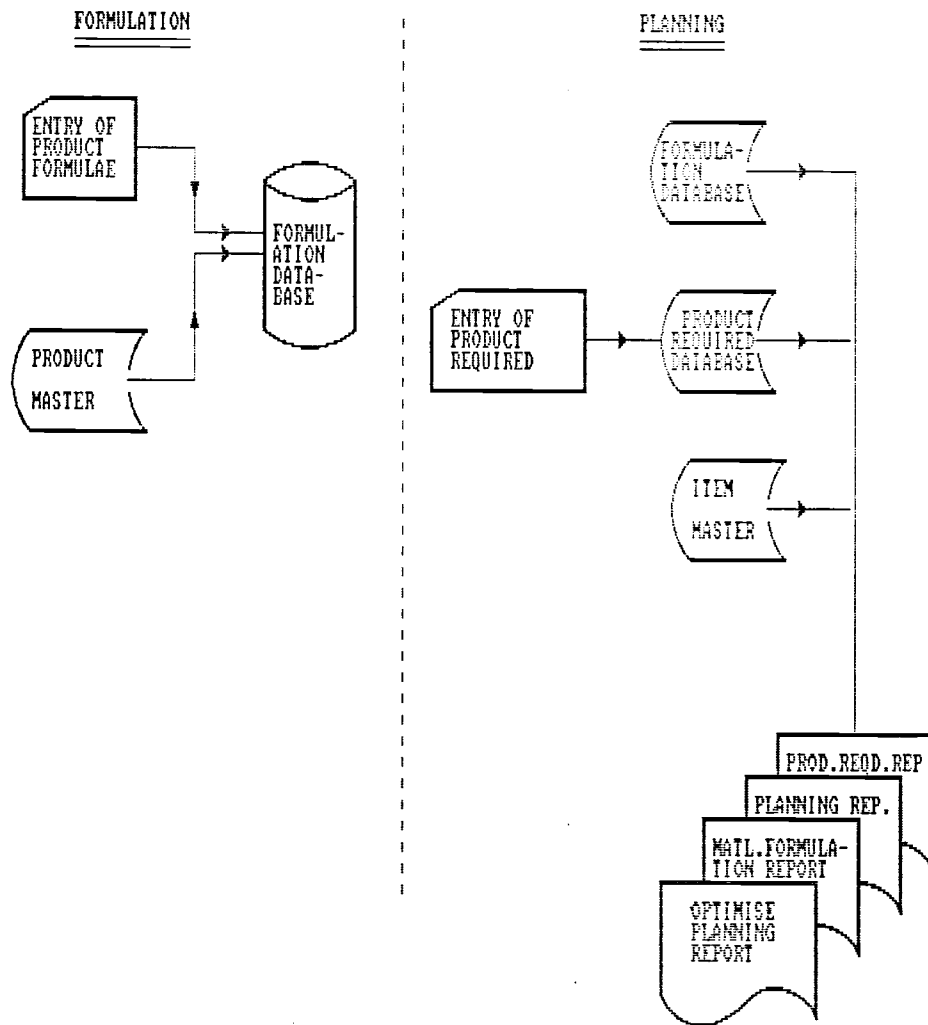 FORMULATION
ENTRY OF
PRODUCT
FORMULAE
FORMUL-
ATION
DATA-
BASE
PRODUCT
MASTER
PLANNING
FORMULA-
TION
DATABASE
ENTRY OF
PRODUCT
REQUIRED
PRODUCT
REQUIRED
DATABASE
ITEM
MASTER
PROD.REQD.REP
PLANNING REP.
MATL.FORMULA-
TION REPORT
OPTIMISE
PLANNING
REPORT